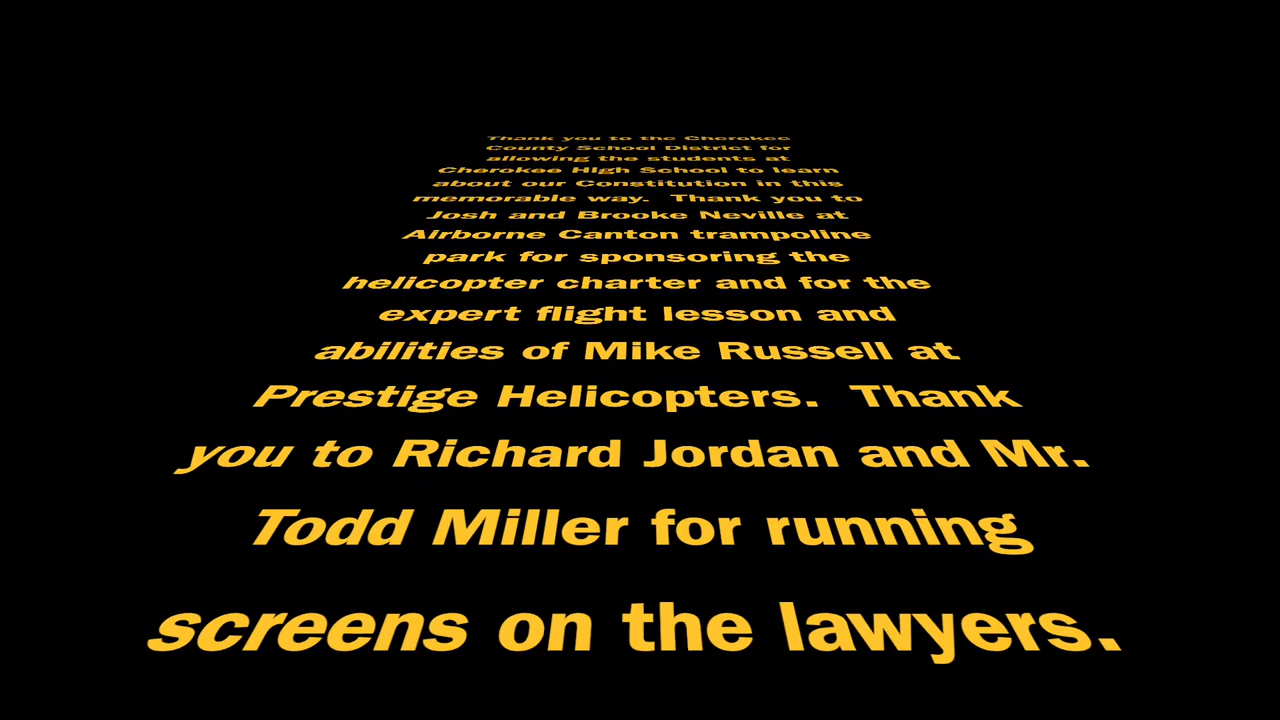 Thank you to the Cherokee
County School District for
allowing the students at
Cherokee High School to learn
about our Constitution in this
memorable way.  Thank you to
Josh and Brooke Neville at
Airborne Canton trampoline
park for sponsoring the
helicopter charter and for the
expert flight lesson and
abilities of Mike Russell at
Prestige Helicopters.  Thank
you to Richard Jordan and Mr.
Todd Miller for running
screens on the lawyers.